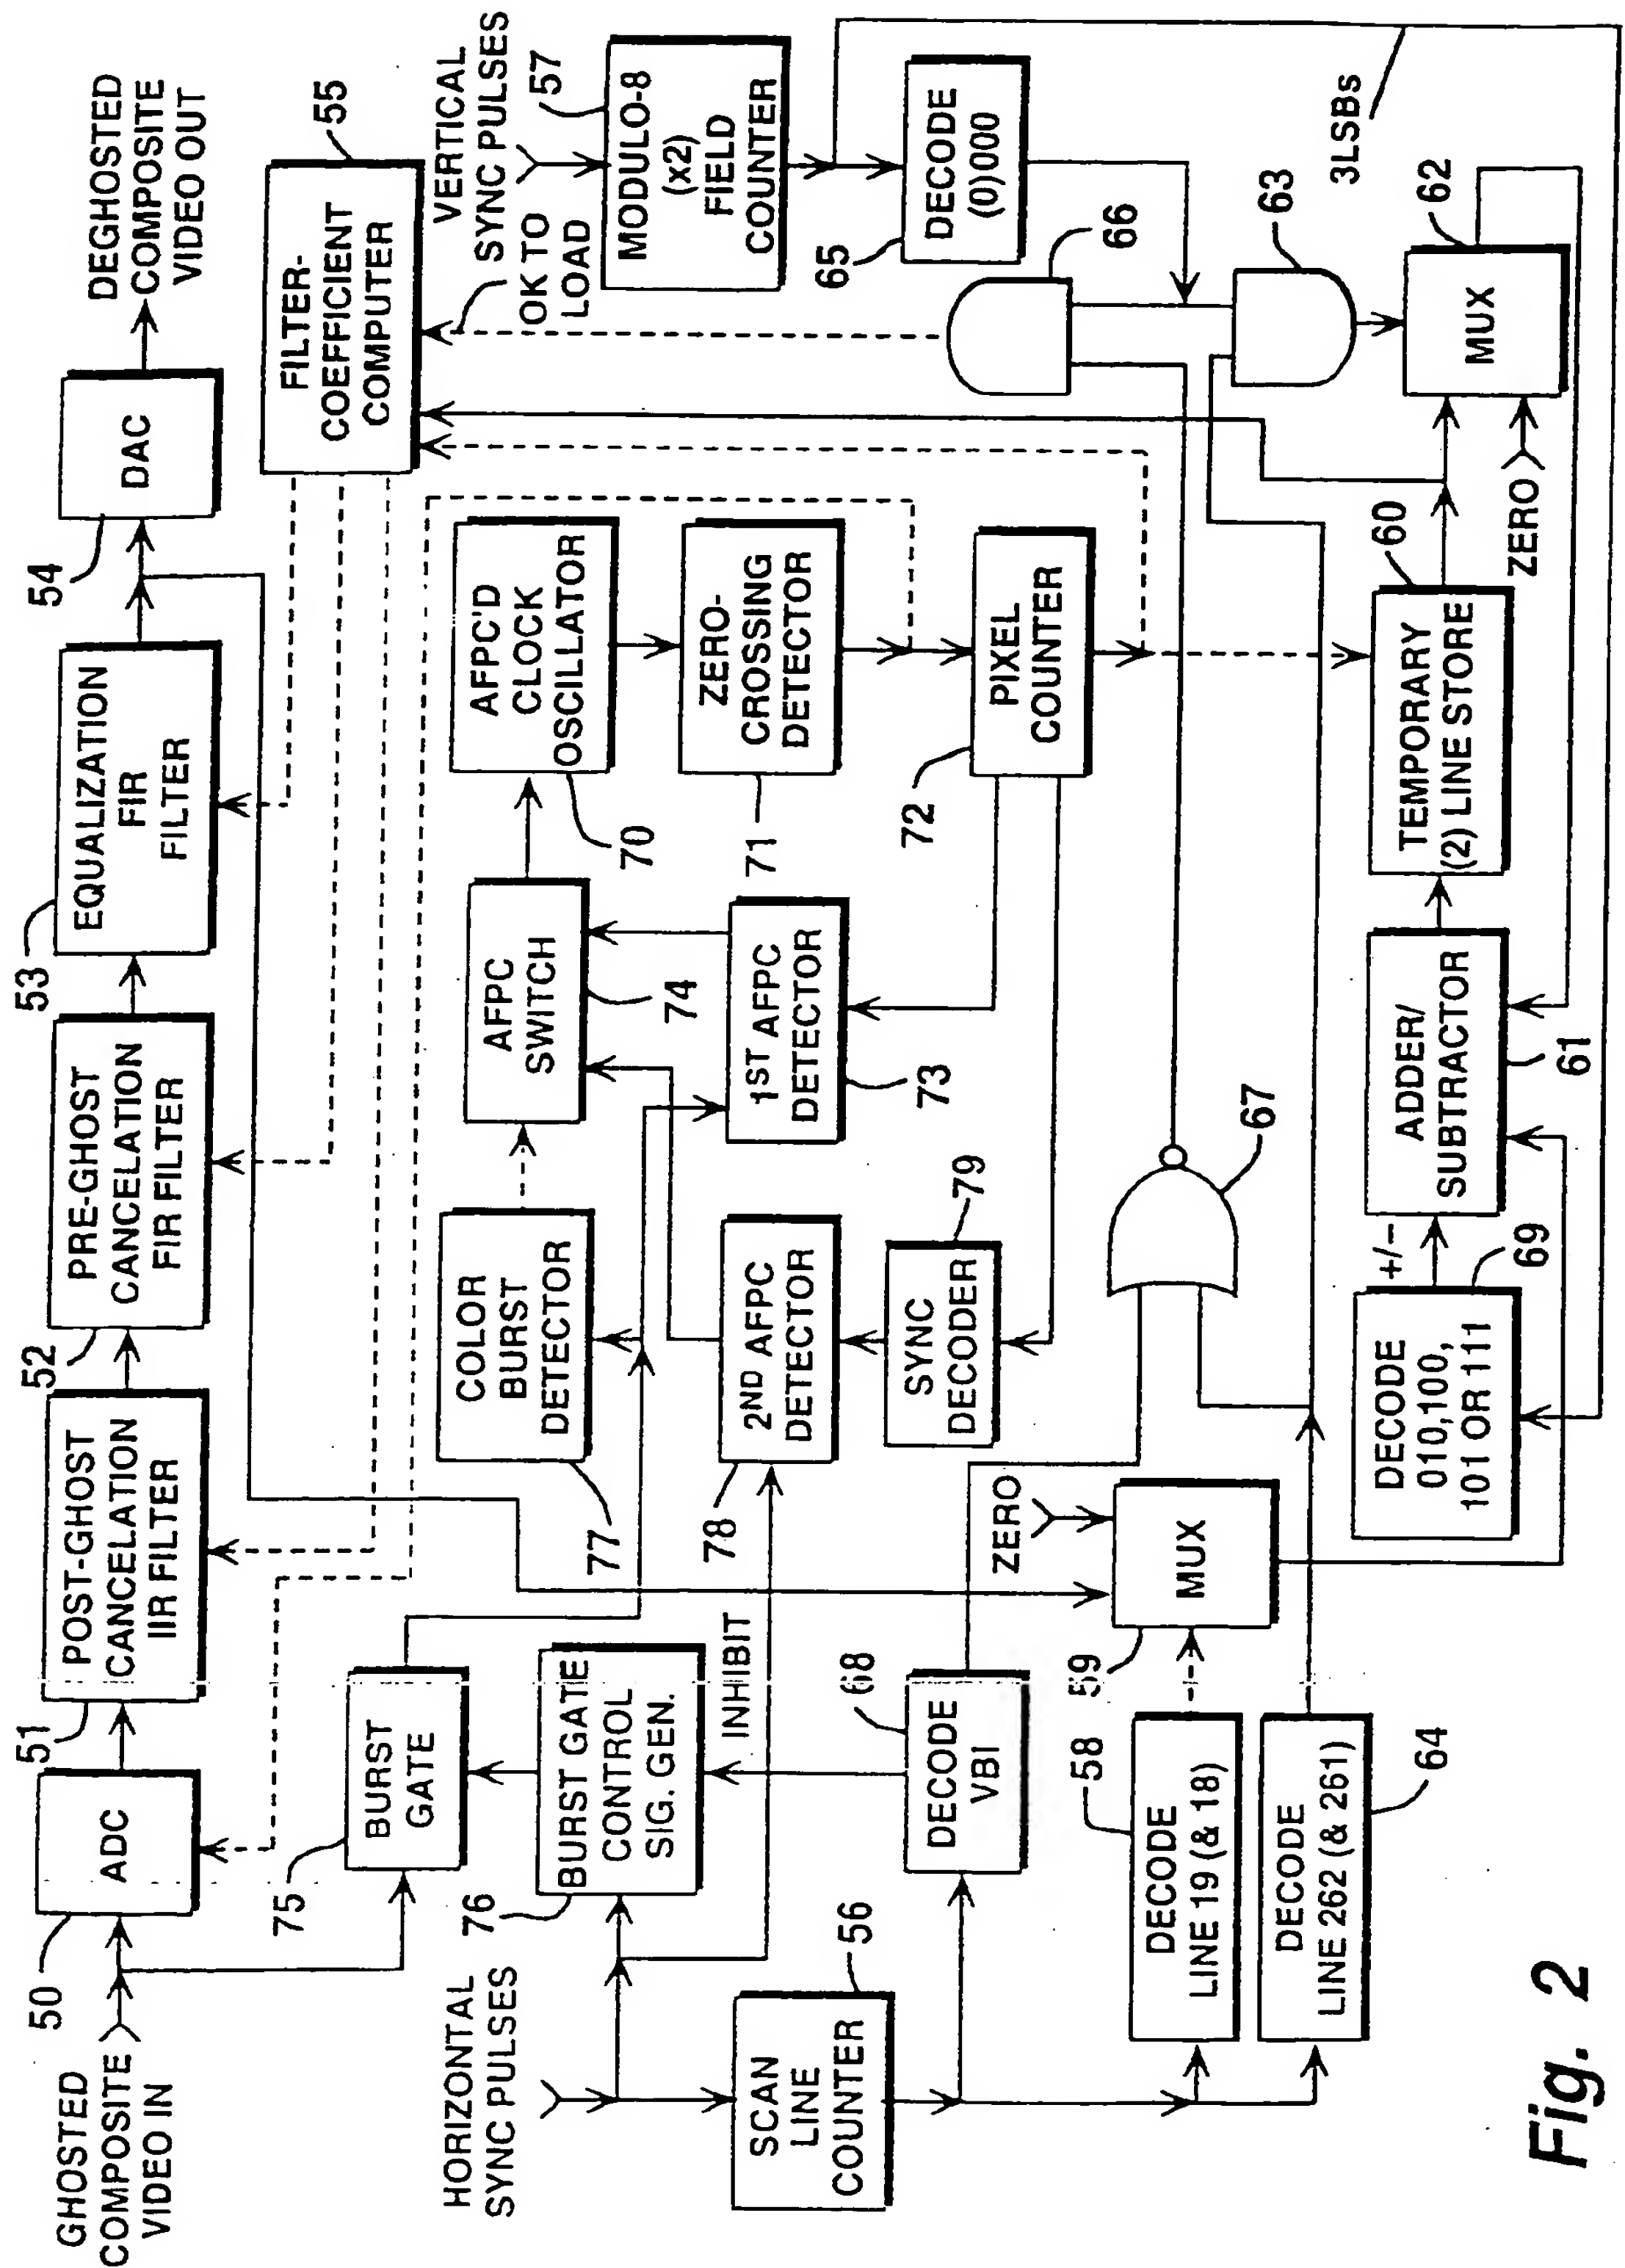 GHOSTED
COMPOSITE
VIDEO IN
50
ADC
51
POST-GHOST
CANCELATION
IIR FILTER
52
PRE-GHOST
CANCELATION
FIR FILTER
53
EQUALIZATION
FIR
FILTER
54
DAC
DEGHOSTED
COMPOSITE
VIDEO OUT
FILTER-
COEFFICIENT
COMPUTER
55
75
BURST
GATE
76
BURST GATE
CONTROL
SIG. GEN.
INHIBIT
77
COLOR
BURST
DETECTOR
AFPC
SWITCH
74
AFPC'D
CLOCK
OSCILLATOR
70
VERTICAL
SYNC PULSES
OK TO
LOAD
57
MODULO-8
(x2)
FIELD
COUNTER
HORIZONTAL
SYNC PULSES
SCAN
LINE
COUNTER
56
78
2ND AFPC
DETECTOR
1ST AFPC
DETECTOR
73
71
ZERO-
CROSSING
DETECTOR
68
DECODE
VBI
SYNC
DECODER
79
72
PIXEL
COUNTER
65
DECODE
(0)000
66
63
58
DECODE
LINE 19 (& 18)
59
ZERO
MUX
67
DECODE
LINE 262 (& 261)
64
DECODE
010,100,
101 OR 111
69
+/−
ADDER/
SUBTRACTOR
61
TEMPORARY
(2) LINE STORE
60
ZERO
MUX
62
3LSBs
Fig. 2